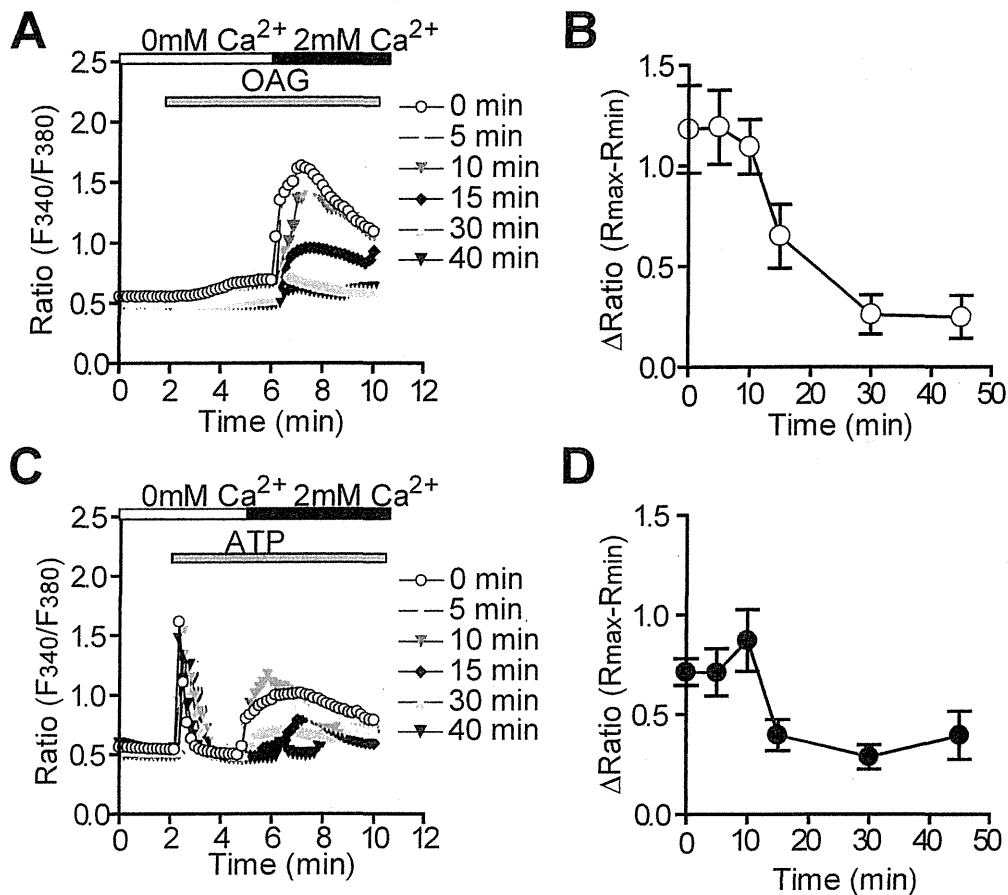 A
0mM Ca2+ 2mM Ca2+
OAG
2.5
2.0
1.5
1.0
0.5
0.0
Ratio (F340/F380)
0 2 4 6 8 10 12
Time (min)
0 min
5 min
10 min
15 min
30 min
40 min
B
1.5
1.0
0.5
0.0
ΔRatio (Rmax-Rmin)
0 10 20 30 40 50
Time (min)
C
0mM Ca2+ 2mM Ca2+
ATP
2.5
2.0
1.5
1.0
0.5
0.0
Ratio (F340/F380)
0 2 4 6 8 10 12
Time (min)
0 min
5 min
10 min
15 min
30 min
40 min
D
1.5
1.0
0.5
0.0
ΔRatio (Rmax-Rmin)
0 10 20 30 40 50
Time (min)